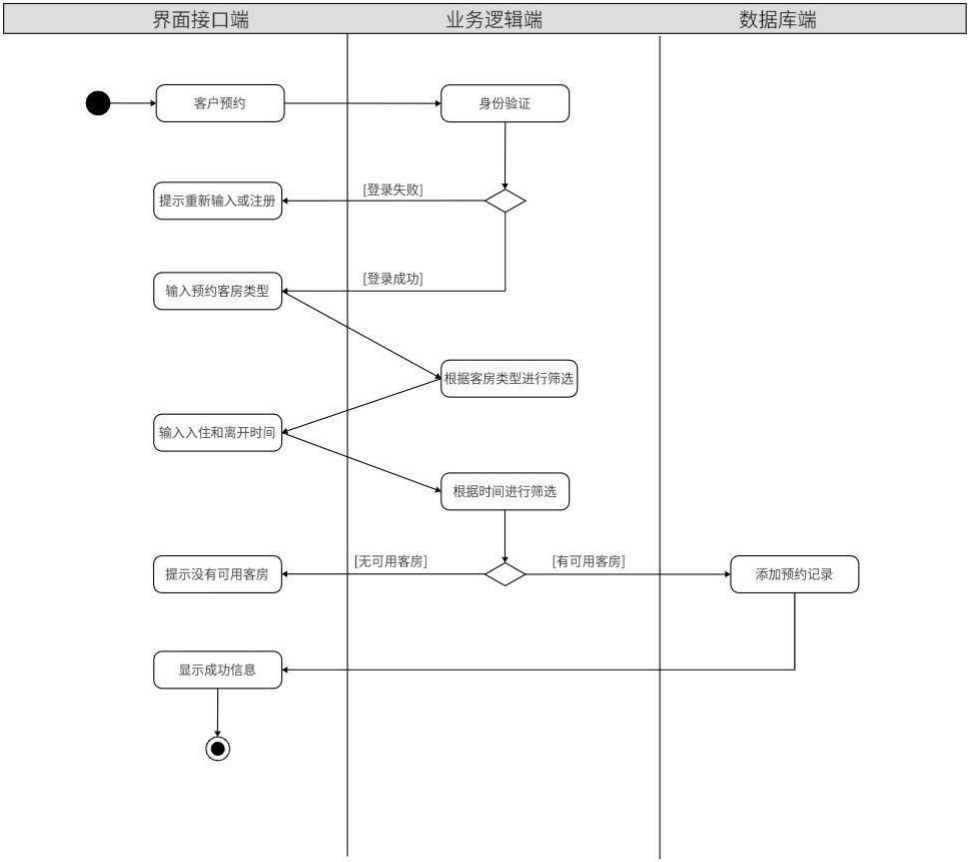 界面接口端
业务逻辑端
数据库端
客户预约
身份验证
[登录失败]
提示重新输入或注册
[登录成功]
输入预约客房类型
根据客房类型进行筛选
输入入住和离开时间
根据时间进行筛选
[无可用客房]
[有可用客房]
提示没有可用客房
添加预约记录
显示成功信息